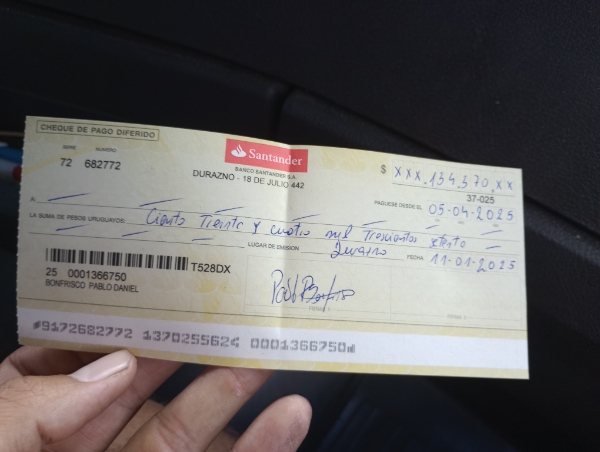 CHEQUE DE PAGO DIFERIDO
SERIE NUMERO
72 682772
Santander
BANCO SANTANDER S.A.
DURAZNO - 18 DE JULIO 442
$ xxx.134.370.xx
37-025
PAGUESE DESDE EL 05-04-2025
A:
LA SUMA DE PESOS URUGUAYOS: Ciento Treinta y cuatro mil Trescientos
LUGAR DE EMISION Durazno FECHA 11-01-2025
T528DX
25 0001366750
BONFRISCO PABLO DANIEL
FIRMA
9172682772 1370255624 0001366750